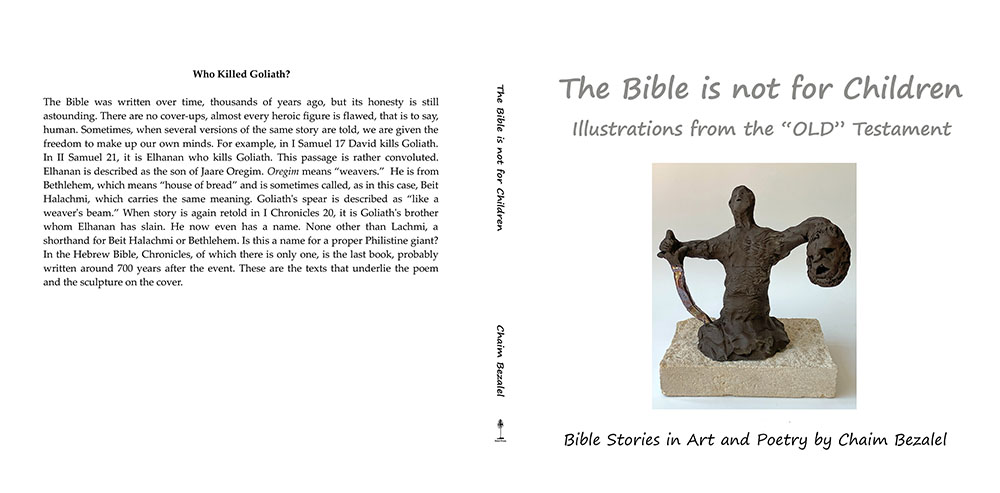 Who Killed Goliath?
The Bible was written over time, thousands of years ago, but its honesty is still
astounding. There are no cover-ups, almost every heroic figure is flawed, that is to say,
human. Sometimes, when several versions of the same story are told, we are given the
freedom to make up our own minds. For example, in I Samuel 17 David kills Goliath.
In II Samuel 21, it is Elhanan who kills Goliath. This passage is rather convoluted.
Elhanan is described as the son of Jaare Oregim. Oregim means “weavers.” He is from
Bethlehem, which means “house of bread” and is sometimes called, as in this case, Beit
Halachmi, which carries the same meaning. Goliath's spear is described as “like a
weaver's beam.” When story is again retold in I Chronicles 20, it is Goliath's brother
whom Elhanan has slain. He now even has a name. None other than Lachmi, a
shorthand for Beit Halachmi or Bethlehem. Is this a name for a proper Philistine giant?
In the Hebrew Bible, Chronicles, of which there is only one, is the last book, probably
written around 700 years after the event. These are the texts that underlie the poem
and the sculpture on the cover.
The Bible is not for Children
Chaim Bezalel
The Bible is not for Children
Illustrations from the “OLD” Testament
Bible Stories in Art and Poetry by Chaim Bezalel